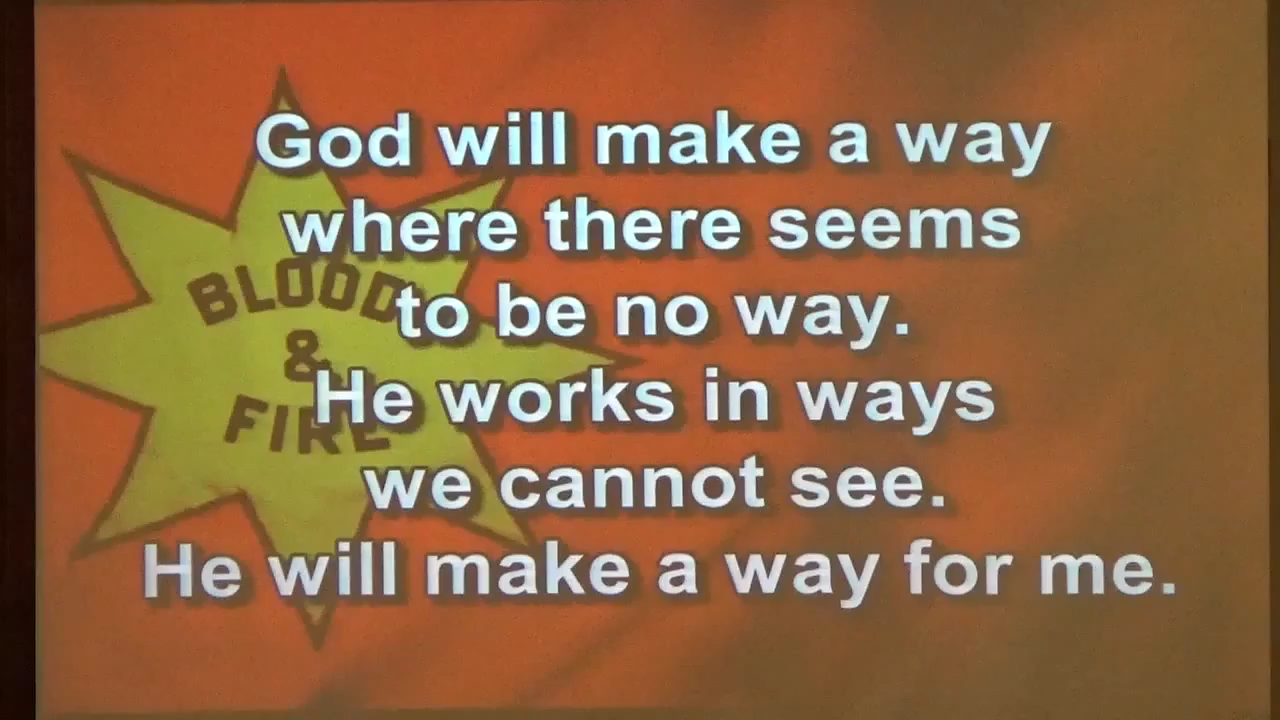 God will make a way
where there seems
to be no way.
He works in ways
we cannot see.
He will make a way for me.
BLOOD
&
FIRE